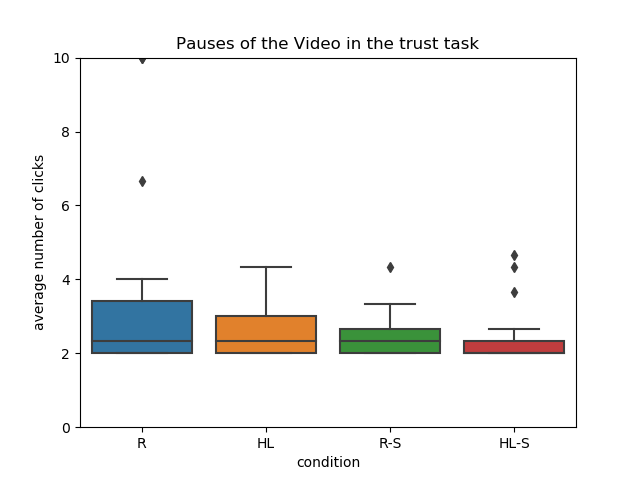 Pauses of the Video in the trust task
10
8
6
4
2
0
average number of clicks
R
HL
R-S
HL-S
condition